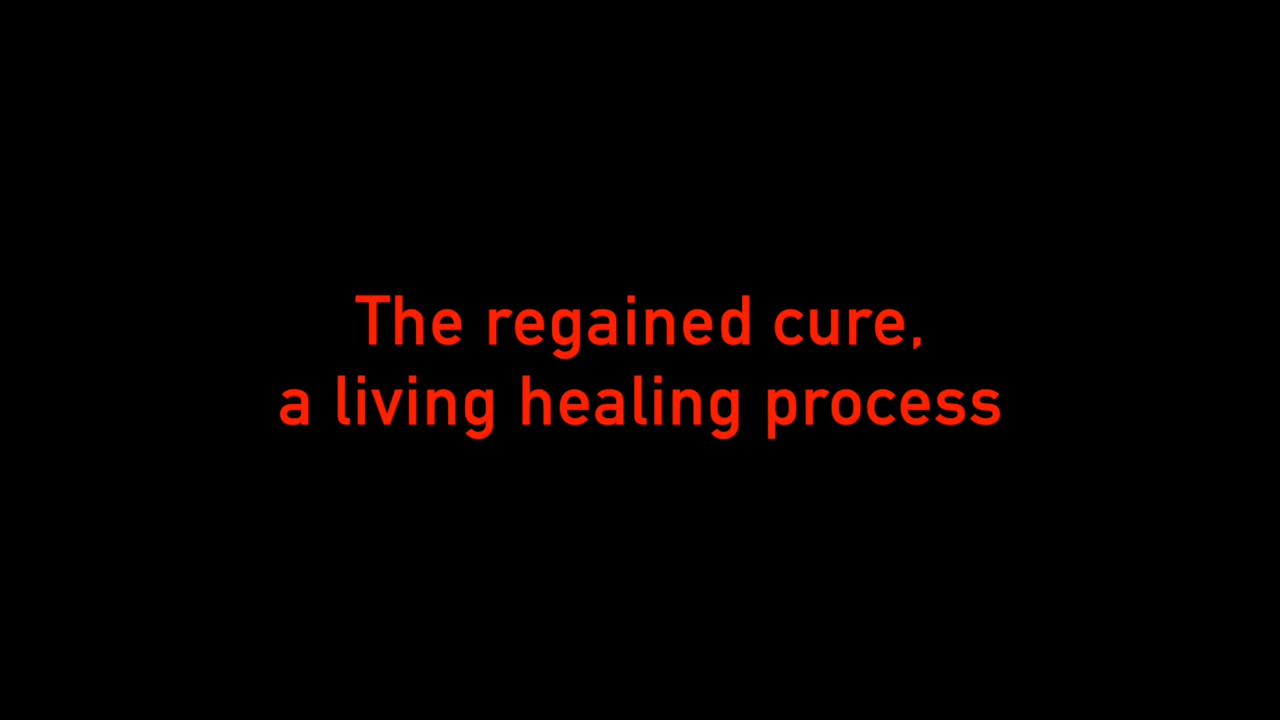 The regained cure,
a living healing process